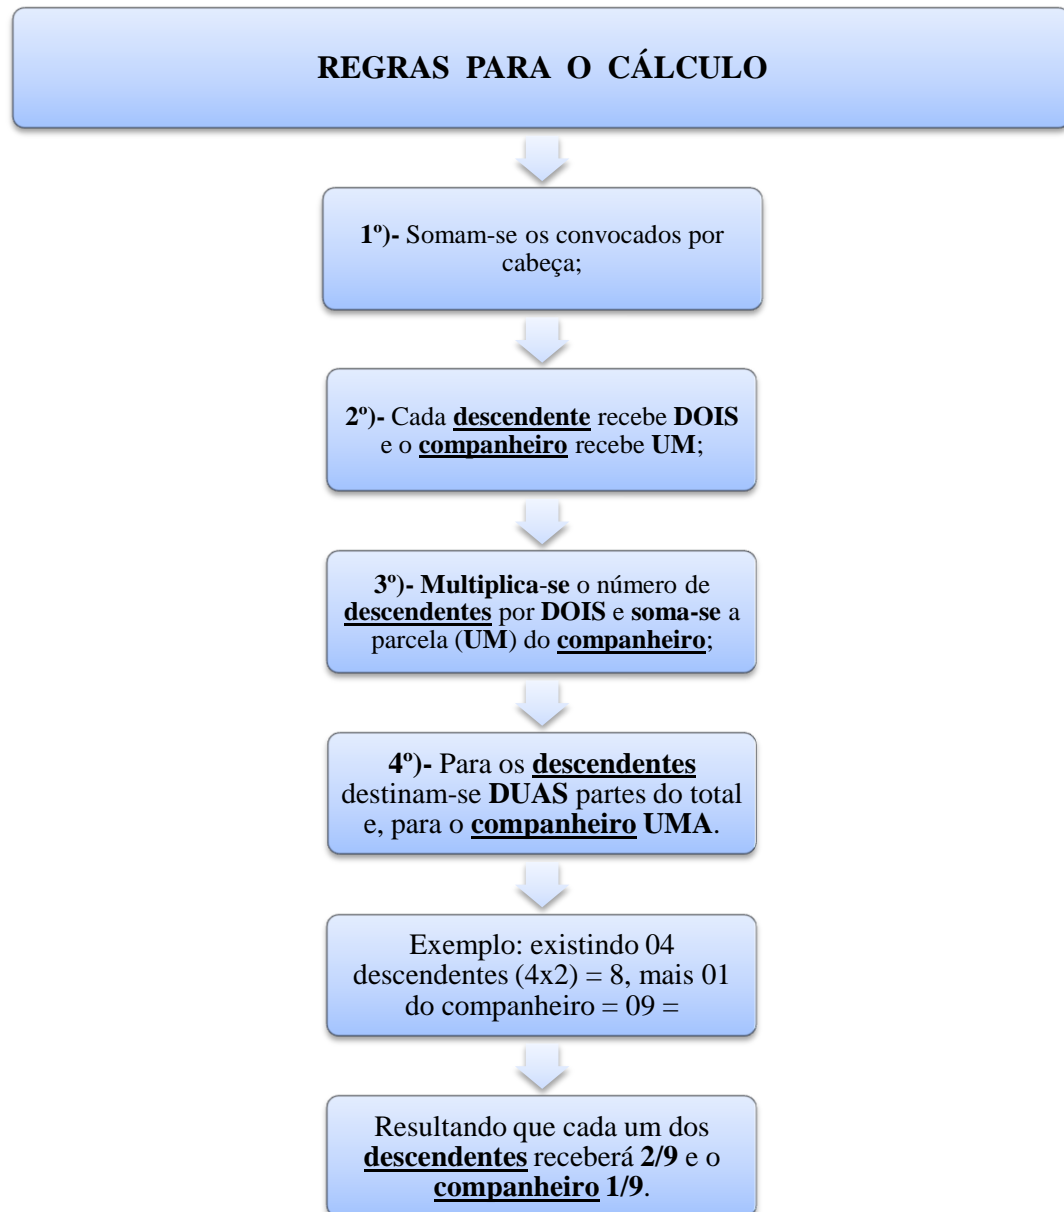 REGRAS PARA O CÁLCULO
1º)- Somam-se os convocados por
cabeça;
2º)- Cada descendente recebe DOIS
e o companheiro recebe UM;
3º)- Multiplica-se o número de
descendentes por DOIS e soma-se a
parcela (UM) do companheiro;
4º)- Para os descendentes
destinam-se DUAS partes do total
e, para o companheiro UMA.
Exemplo: existindo 04
descendentes (4x2) = 8, mais 01
do companheiro = 09 =
Resultando que cada um dos
descendentes receberá 2/9 e o
companheiro 1/9.